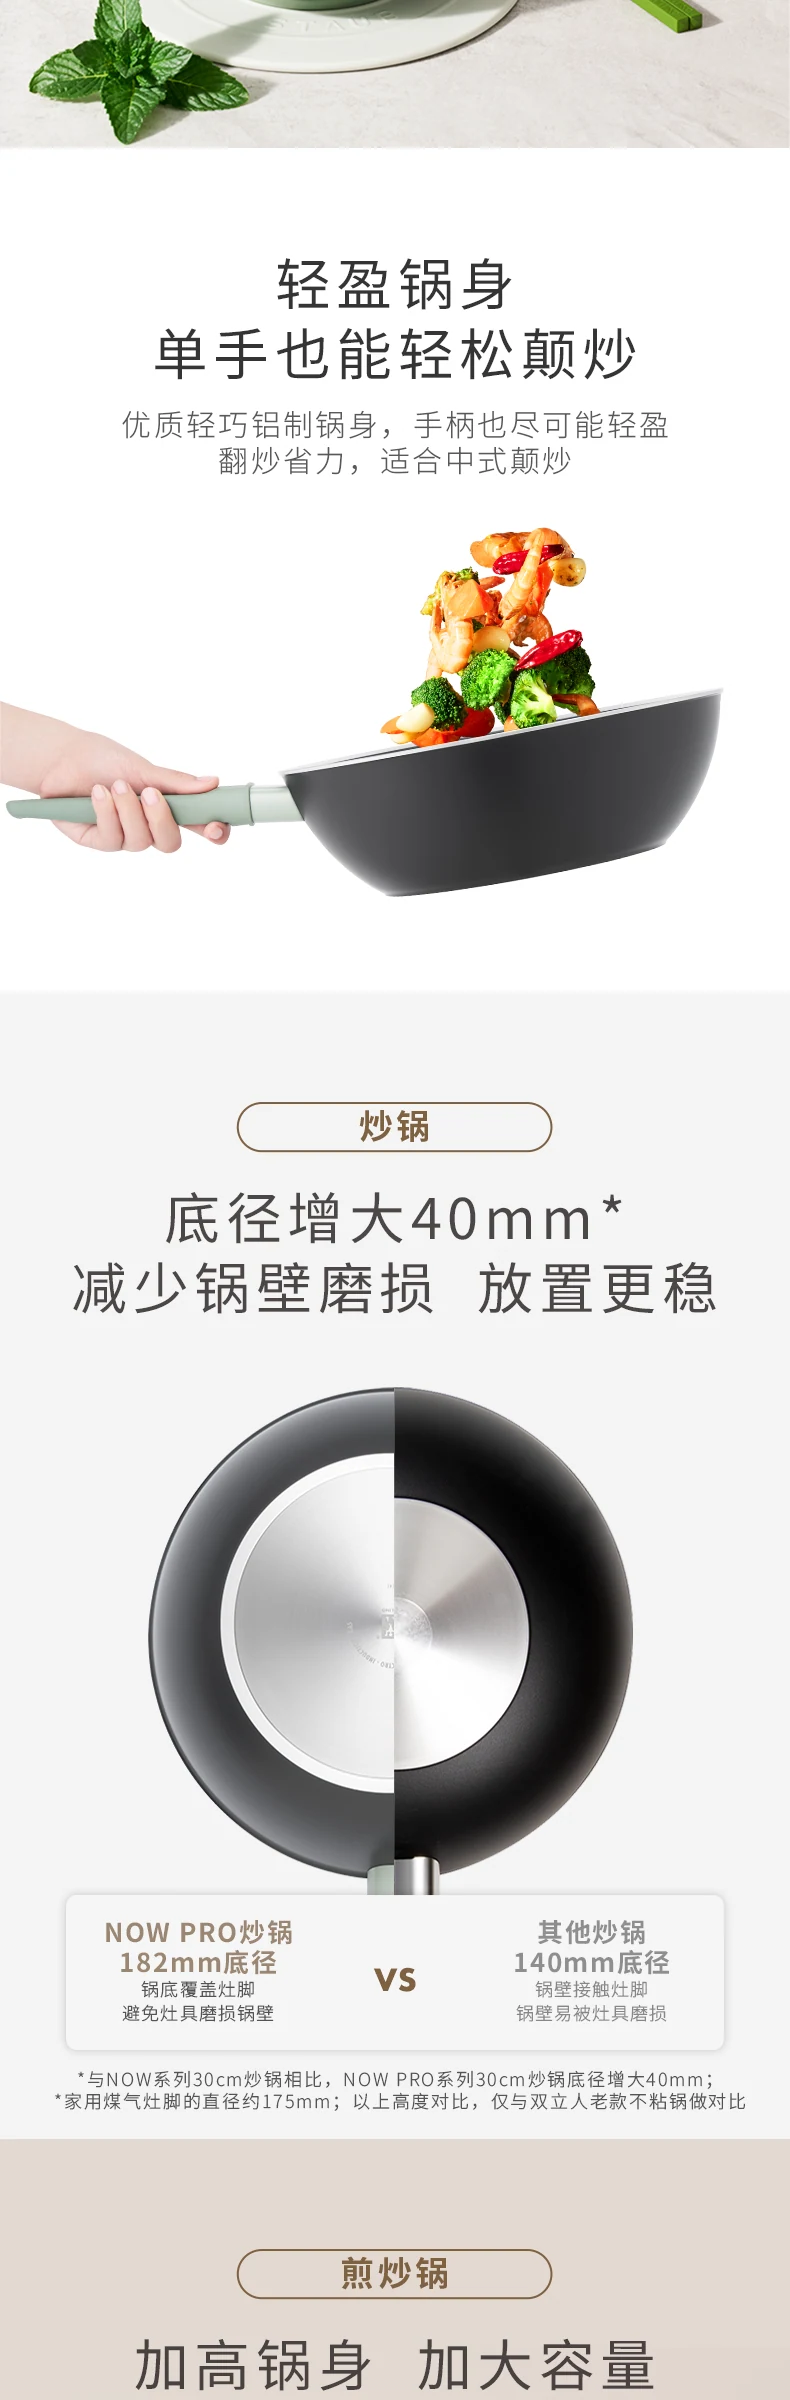 STAUB
轻盈锅身
单手也能轻松颠炒
优质轻巧铝制锅身，手柄也尽可能轻盈
翻炒省力，适合中式颠炒
炒锅
底径增大40mm*
减少锅壁磨损 放置更稳
NOW PRO炒锅
182mm底径
锅底覆盖灶脚
避免灶具磨损锅壁
VS
其他炒锅
140mm底径
锅壁接触灶脚
锅壁易被灶具磨损
*与NOW系列30cm炒锅相比，NOW PRO系列30cm炒锅底径增大40mm；
*家用煤气灶脚的直径约175mm；以上高度对比，仅与双立人老款不粘锅做对比
煎炒锅
加高锅身 加大容量